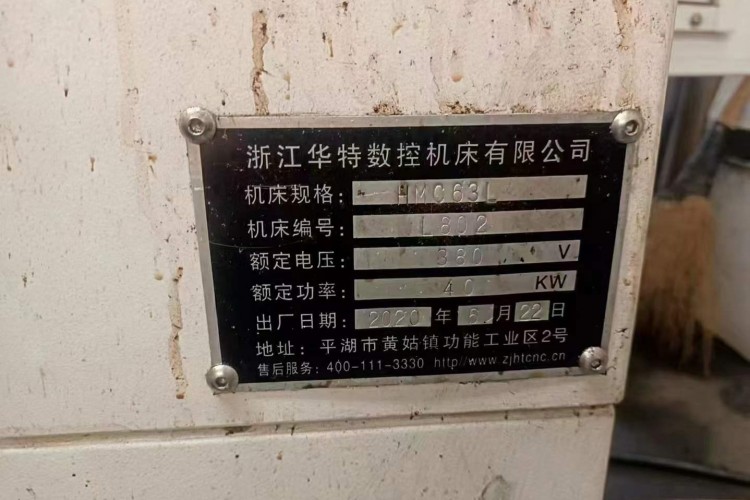 浙江华特数控机床有限公司
机床规格: HMC63L
机床编号: L802
额定电压: 380 V
额定功率: 40 KW
出厂日期: 2020 年 5 月 22 日
地址: 平湖市黄姑镇功能工业区2号
售后服务: 400-111-3330 http//www.zjhtcnc.cn